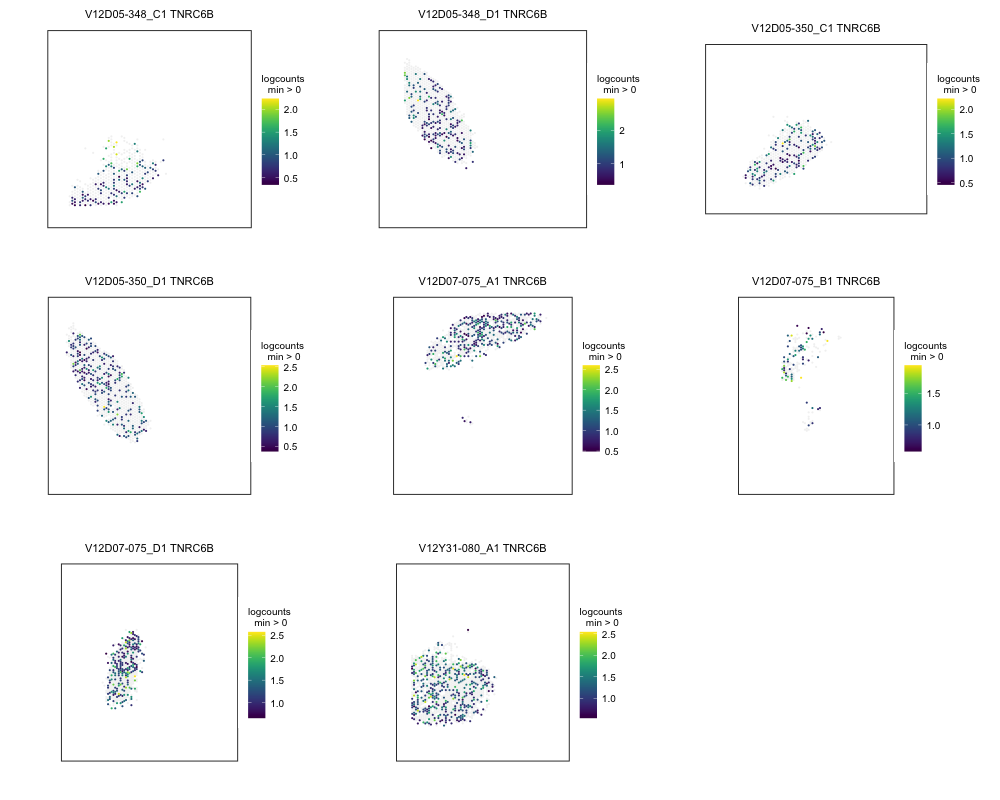 V12D05-348_C1 TNRC6B
logcounts
min > 0
2.0
1.5
1.0
0.5
V12D05-348_D1 TNRC6B
logcounts
min > 0
2
1
V12D05-350_C1 TNRC6B
logcounts
min > 0
2.0
1.5
1.0
0.5
V12D05-350_D1 TNRC6B
logcounts
min > 0
2.5
2.0
1.5
1.0
0.5
V12D07-075_A1 TNRC6B
logcounts
min > 0
2.5
2.0
1.5
1.0
0.5
V12D07-075_B1 TNRC6B
logcounts
min > 0
1.5
1.0
V12D07-075_D1 TNRC6B
logcounts
min > 0
2.5
2.0
1.5
1.0
V12Y31-080_A1 TNRC6B
logcounts
min > 0
2.5
2.0
1.5
1.0